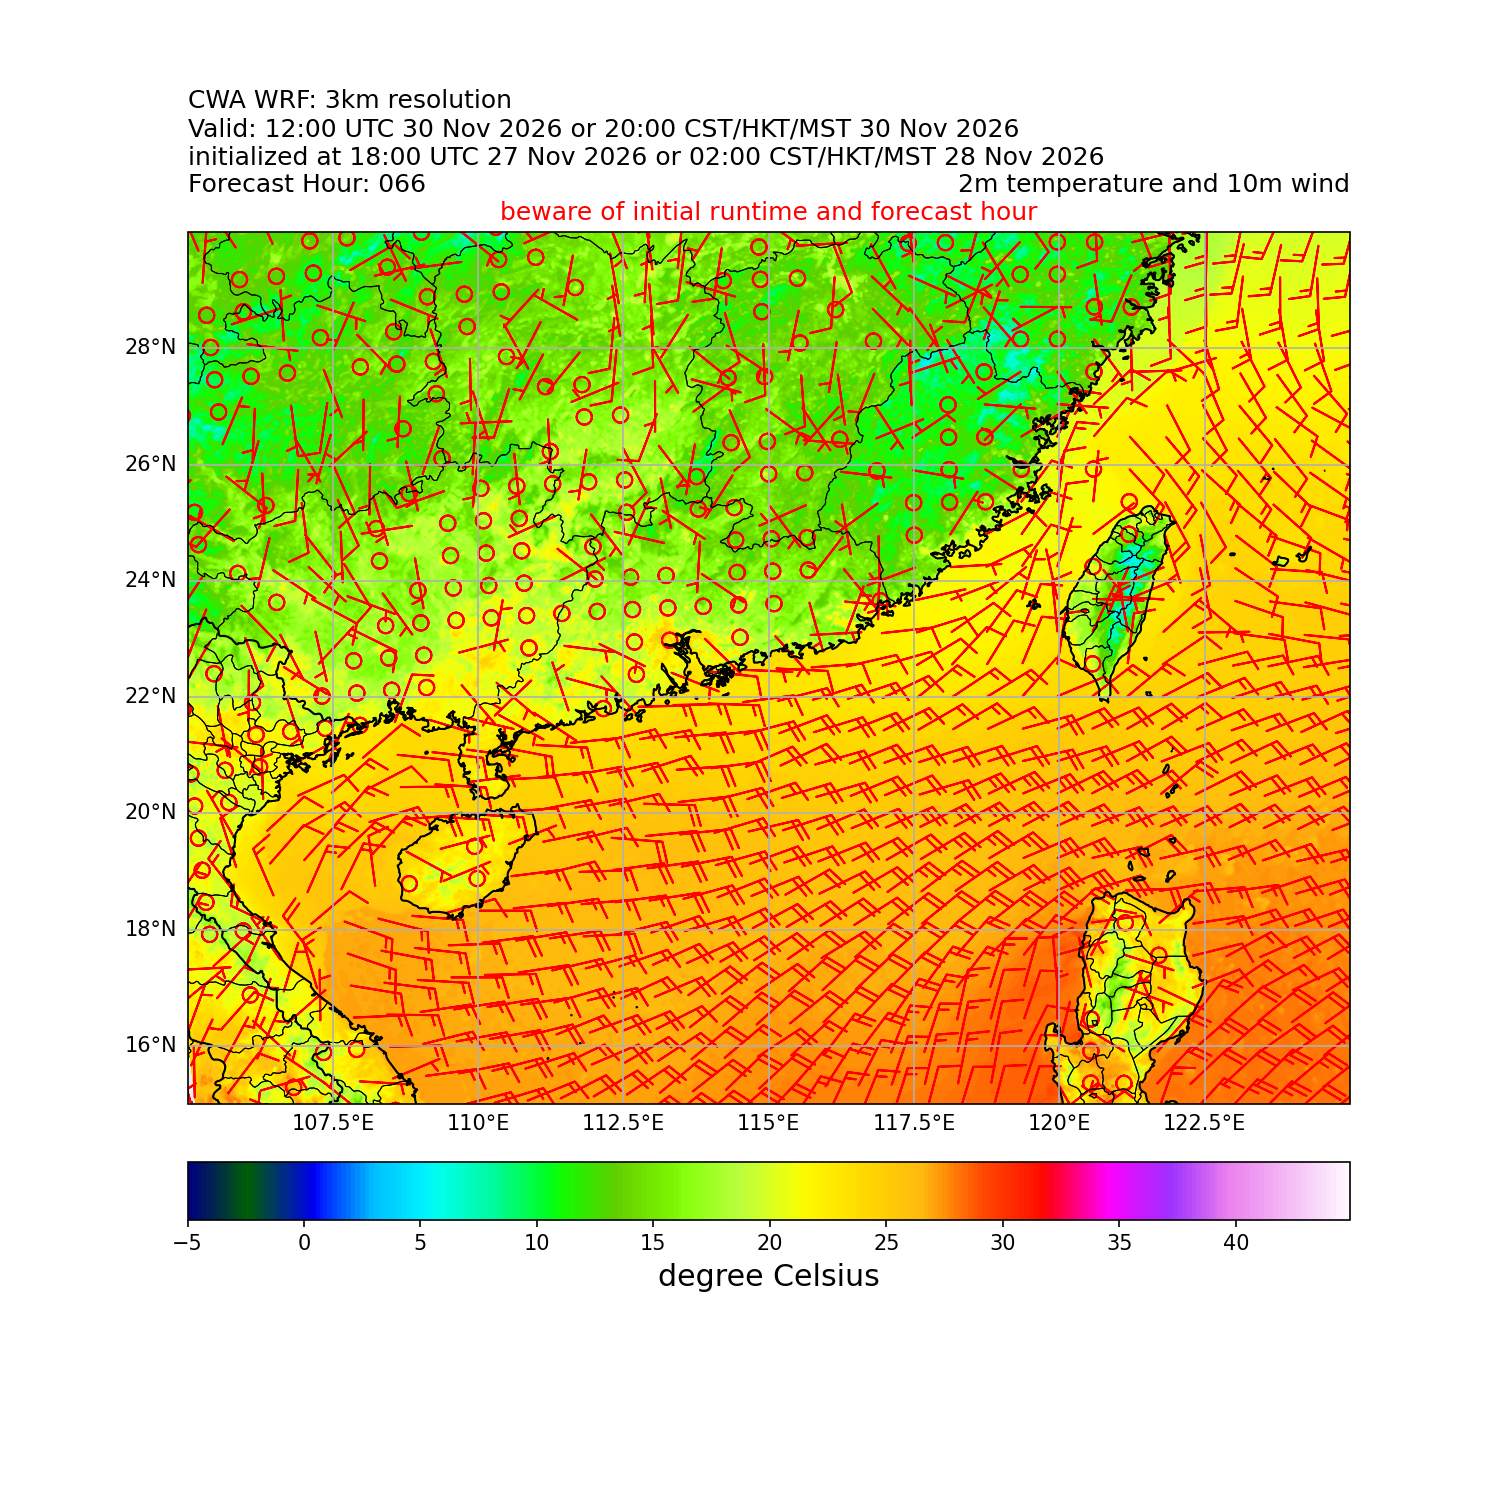 CWA WRF: 3km resolution
Valid: 12:00 UTC 30 Nov 2026 or 20:00 CST/HKT/MST 30 Nov 2026
initialized at 18:00 UTC 27 Nov 2026 or 02:00 CST/HKT/MST 28 Nov 2026
Forecast Hour: 066 2m temperature and 10m wind
beware of initial runtime and forecast hour
28°N
26°N
24°N
22°N
20°N
18°N
16°N
107.5°E 110°E 112.5°E 115°E 117.5°E 120°E 122.5°E
−5 0 5 10 15 20 25 30 35 40
degree Celsius